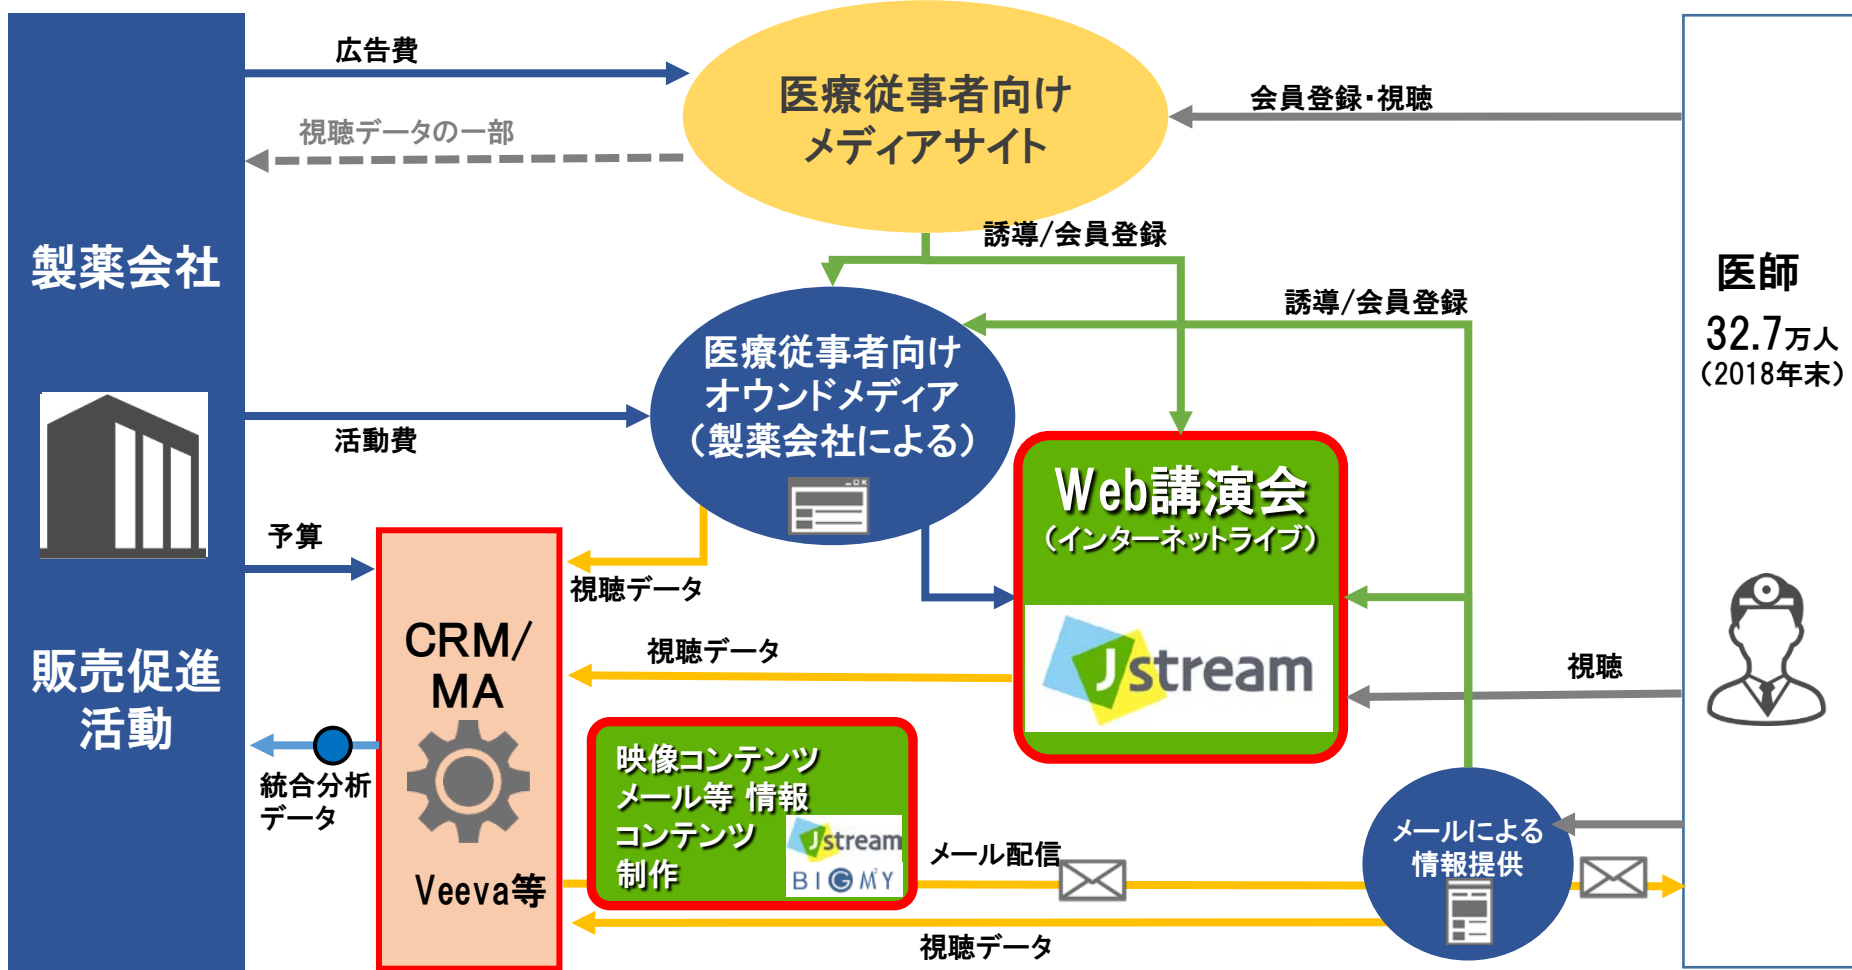 広告費
医療従事者向け
メディアサイト
会員登録・視聴
視聴データの一部
誘導/会員登録
製薬会社
医師
32.7万人
（2018年末）
誘導/会員登録
医療従事者向け
オウンドメディア
（製薬会社による）
活動費
Web講演会
（インターネットライブ）
予算
視聴データ
Jstream
CRM/
MA
視聴データ
視聴
販売促進
活動
統合分析
データ
映像コンテンツ
メール等 情報
コンテンツ
制作
Jstream
BIGM'Y
Veeva等
メール配信
メールによる
情報提供
視聴データ